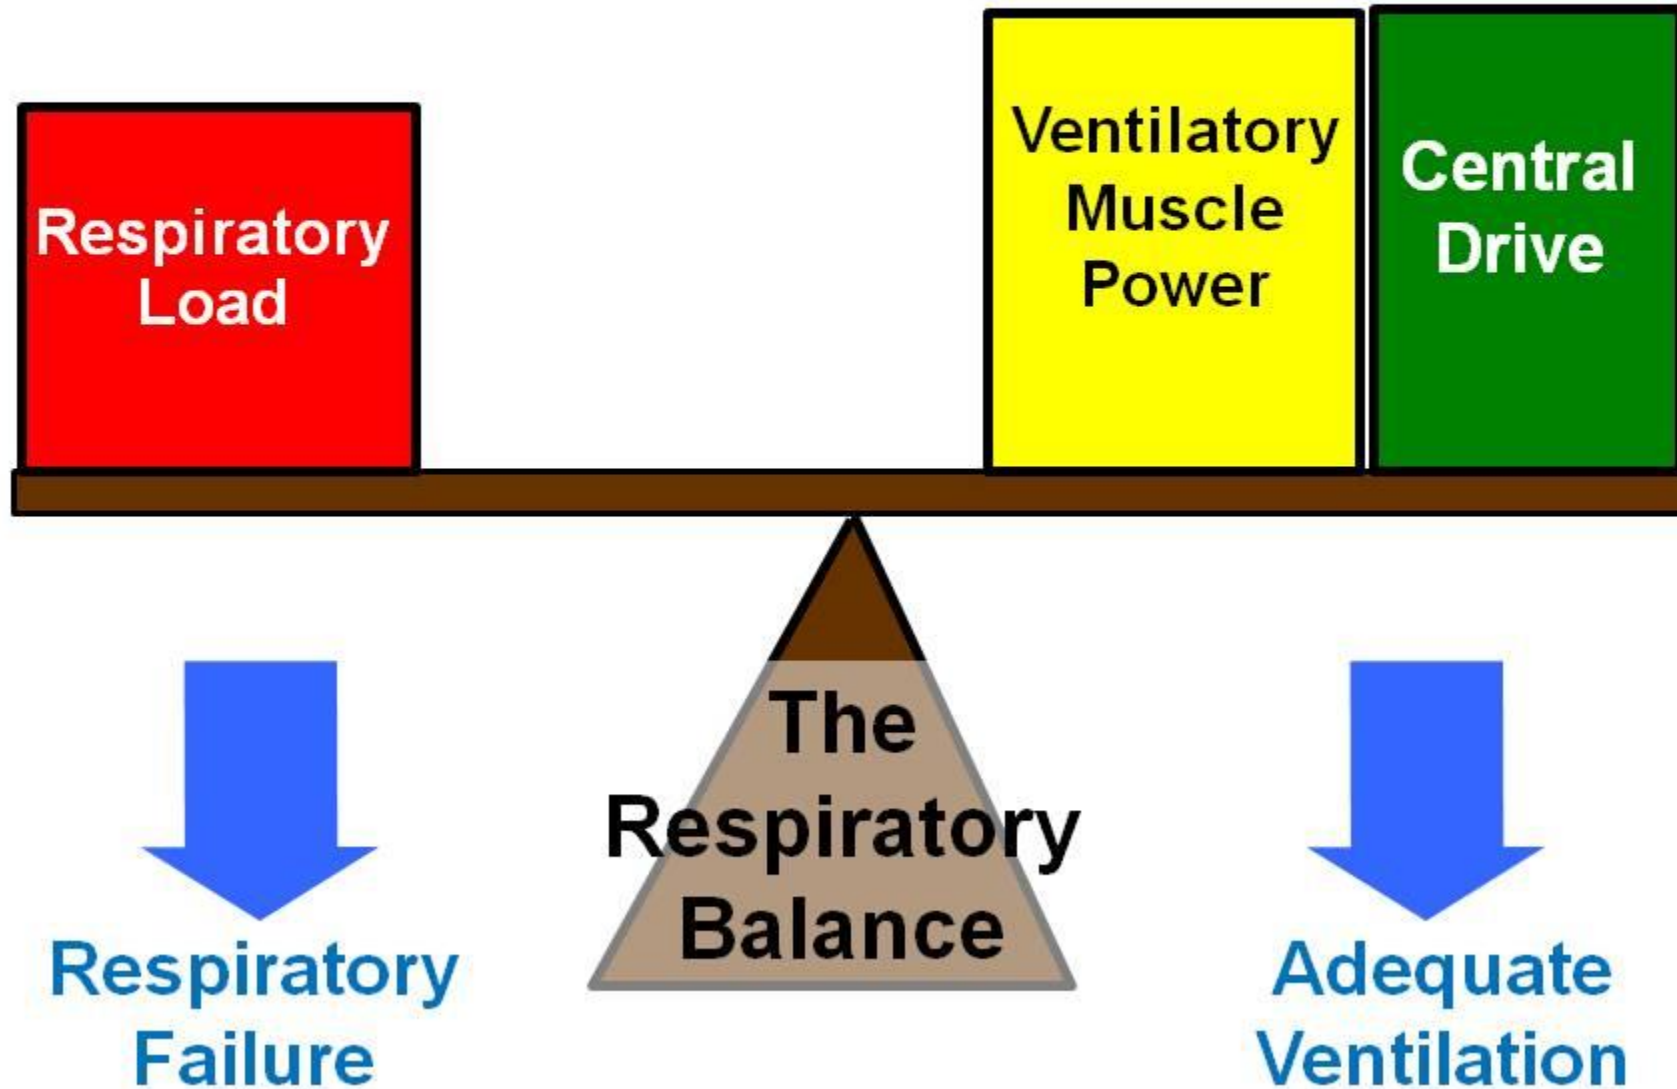 Respiratory
Load
Ventilatory
Muscle
Power
Central
Drive
The
Respiratory
Balance
Respiratory
Failure
Adequate
Ventilation